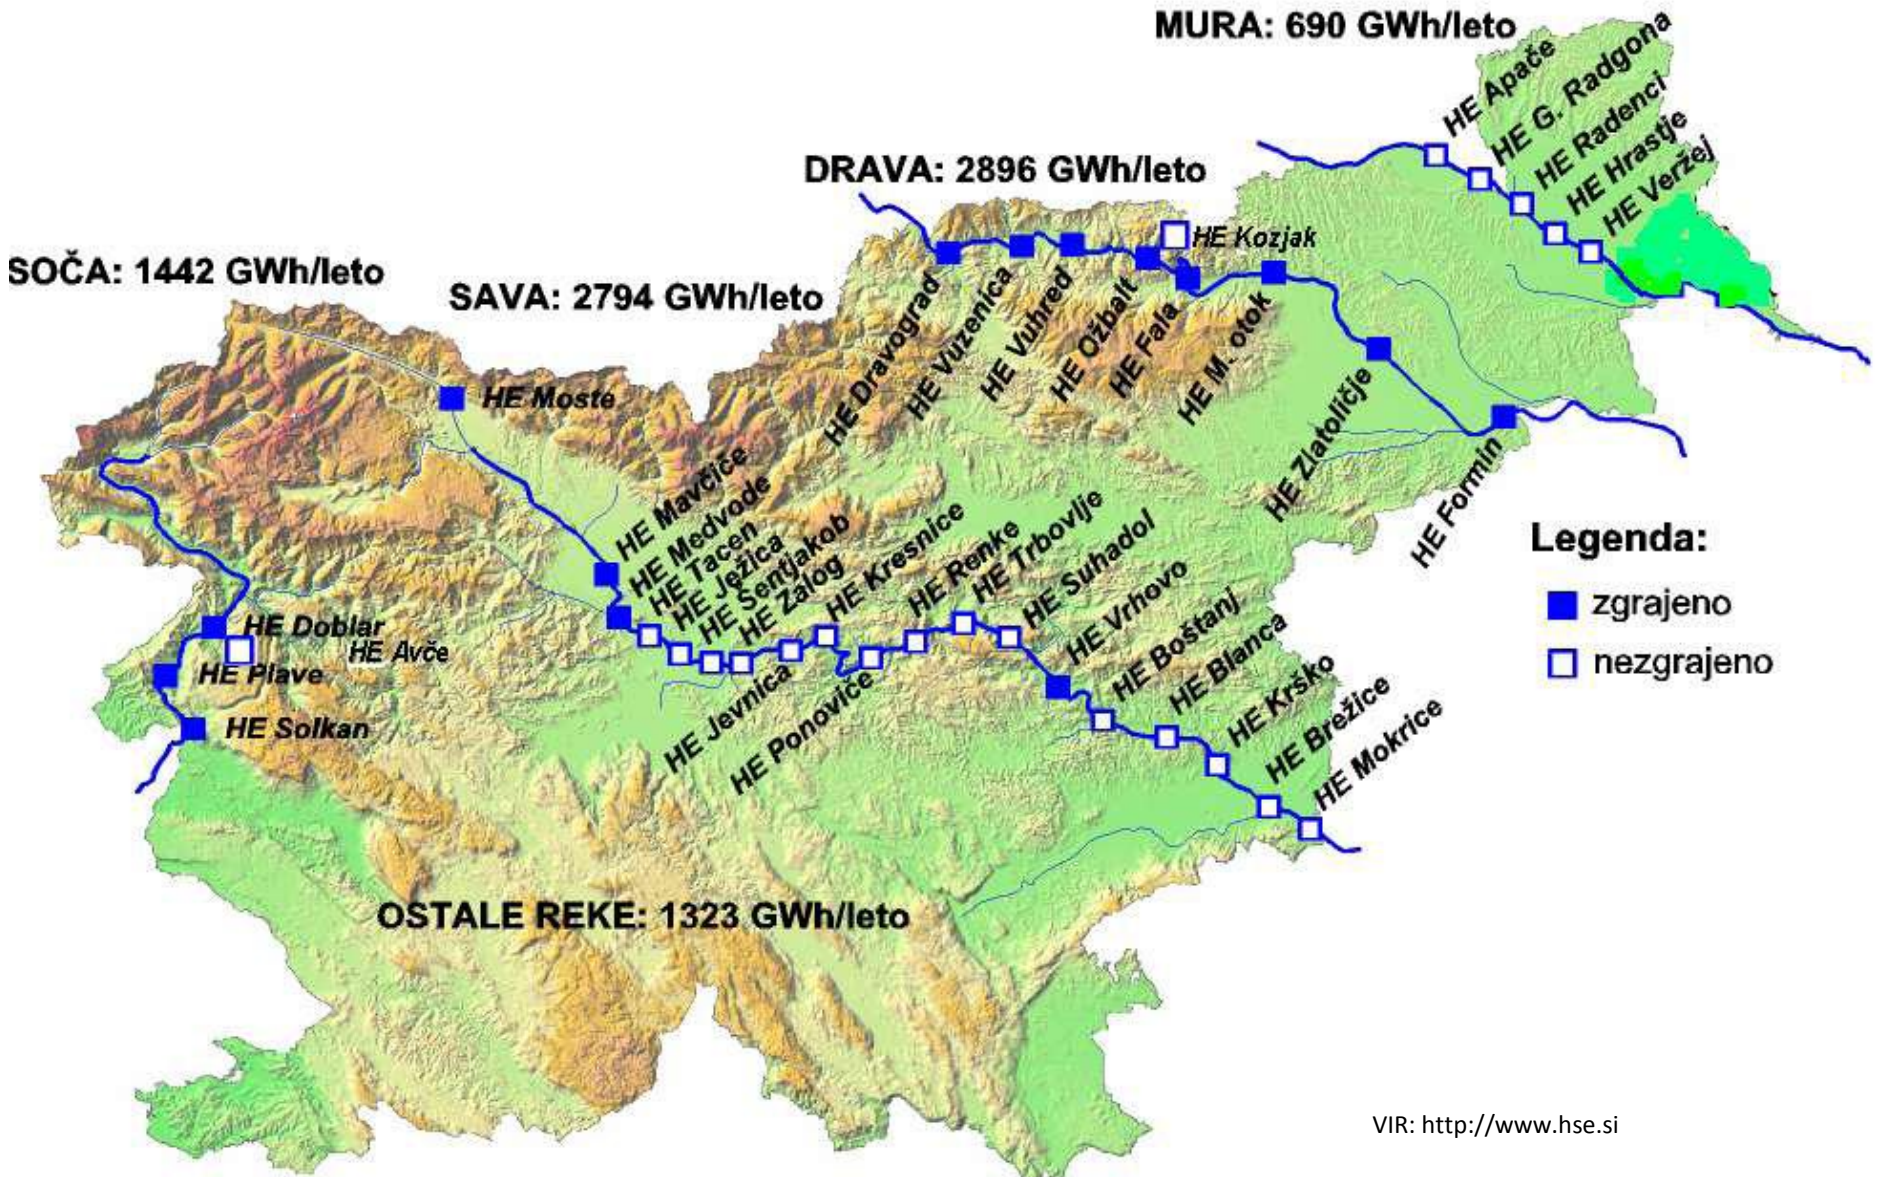 MURA: 690 GWh/leto
HE Apače
HE G. Radgona
HE Radenci
HE Hrastje
HE Veržej
DRAVA: 2896 GWh/leto
HE Kozjak
SOČA: 1442 GWh/leto
SAVA: 2794 GWh/leto
HE Dravograd
HE Vuzenica
HE Vuhred
HE Ožbalt
HE Fala
HE M. otok
HE Zlatoličje
HE Formin
HE Moste
HE Mavčiče
HE Medvode
HE Tacen
HE Ježica
HE Šentjakob
HE Zalog
HE Kresnice
HE Renke
HE Trbovlje
HE Suhadol
HE Vrhovo
HE Boštanj
HE Blanca
HE Krško
HE Brežice
HE Mokrice
HE Jevnica
HE Ponoviče
HE Doblar
HE Avče
HE Plave
HE Solkan
Legenda:
zgrajeno
nezgrajeno
OSTALE REKE: 1323 GWh/leto
VIR: http://www.hse.si